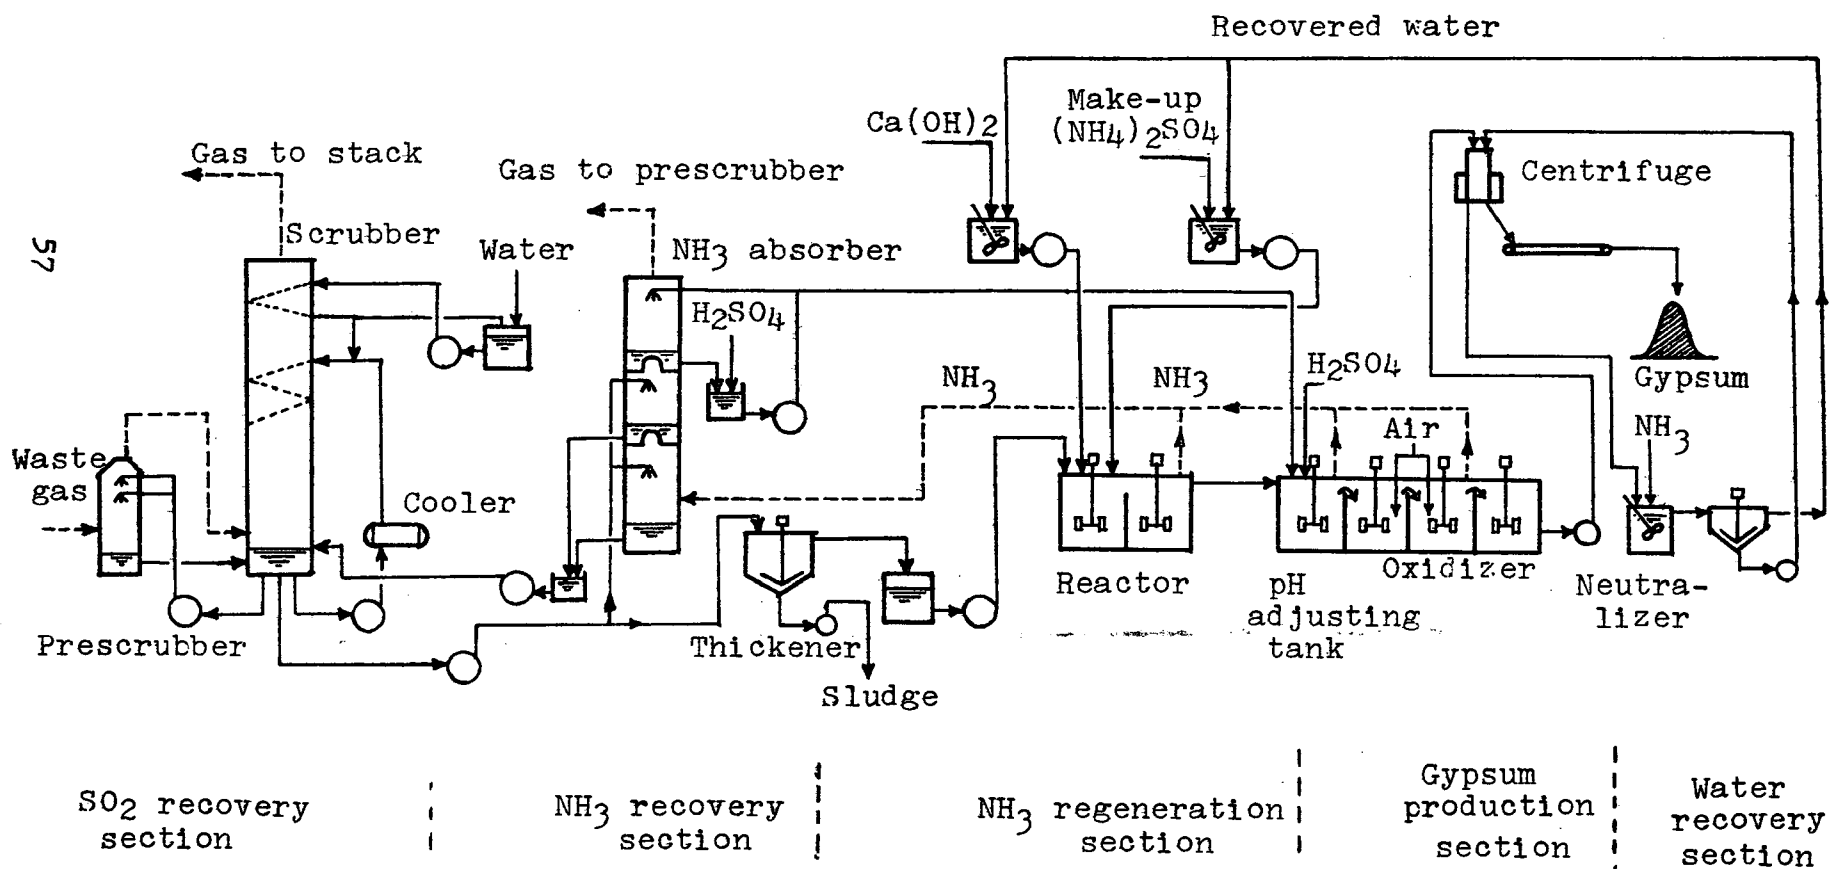 Recovered water
Ca(OH)2
Make-up
(NH4)2SO4
Gas to stack
Gas to prescrubber
Centrifuge
57
Scrubber
Water
NH3 absorber
H2SO4
NH3
NH3
H2SO4
Gypsum
Air
NH3
Waste
gas
Cooler
Reactor
pH
adjusting
tank
Oxidizer
Neutra-
lizer
Prescrubber
Thickener
Sludge
SO2 recovery
section
NH3 recovery
section
NH3 regeneration
section
Gypsum
production
section
Water
recovery
section